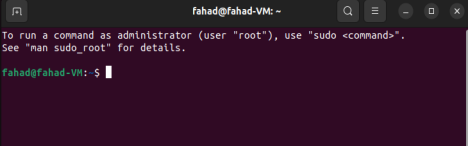 fahad@fahad-VM: ~
To run a command as administrator (user "root"), use "sudo <command>".
See "man sudo_root" for details.
fahad@fahad-VM:~$